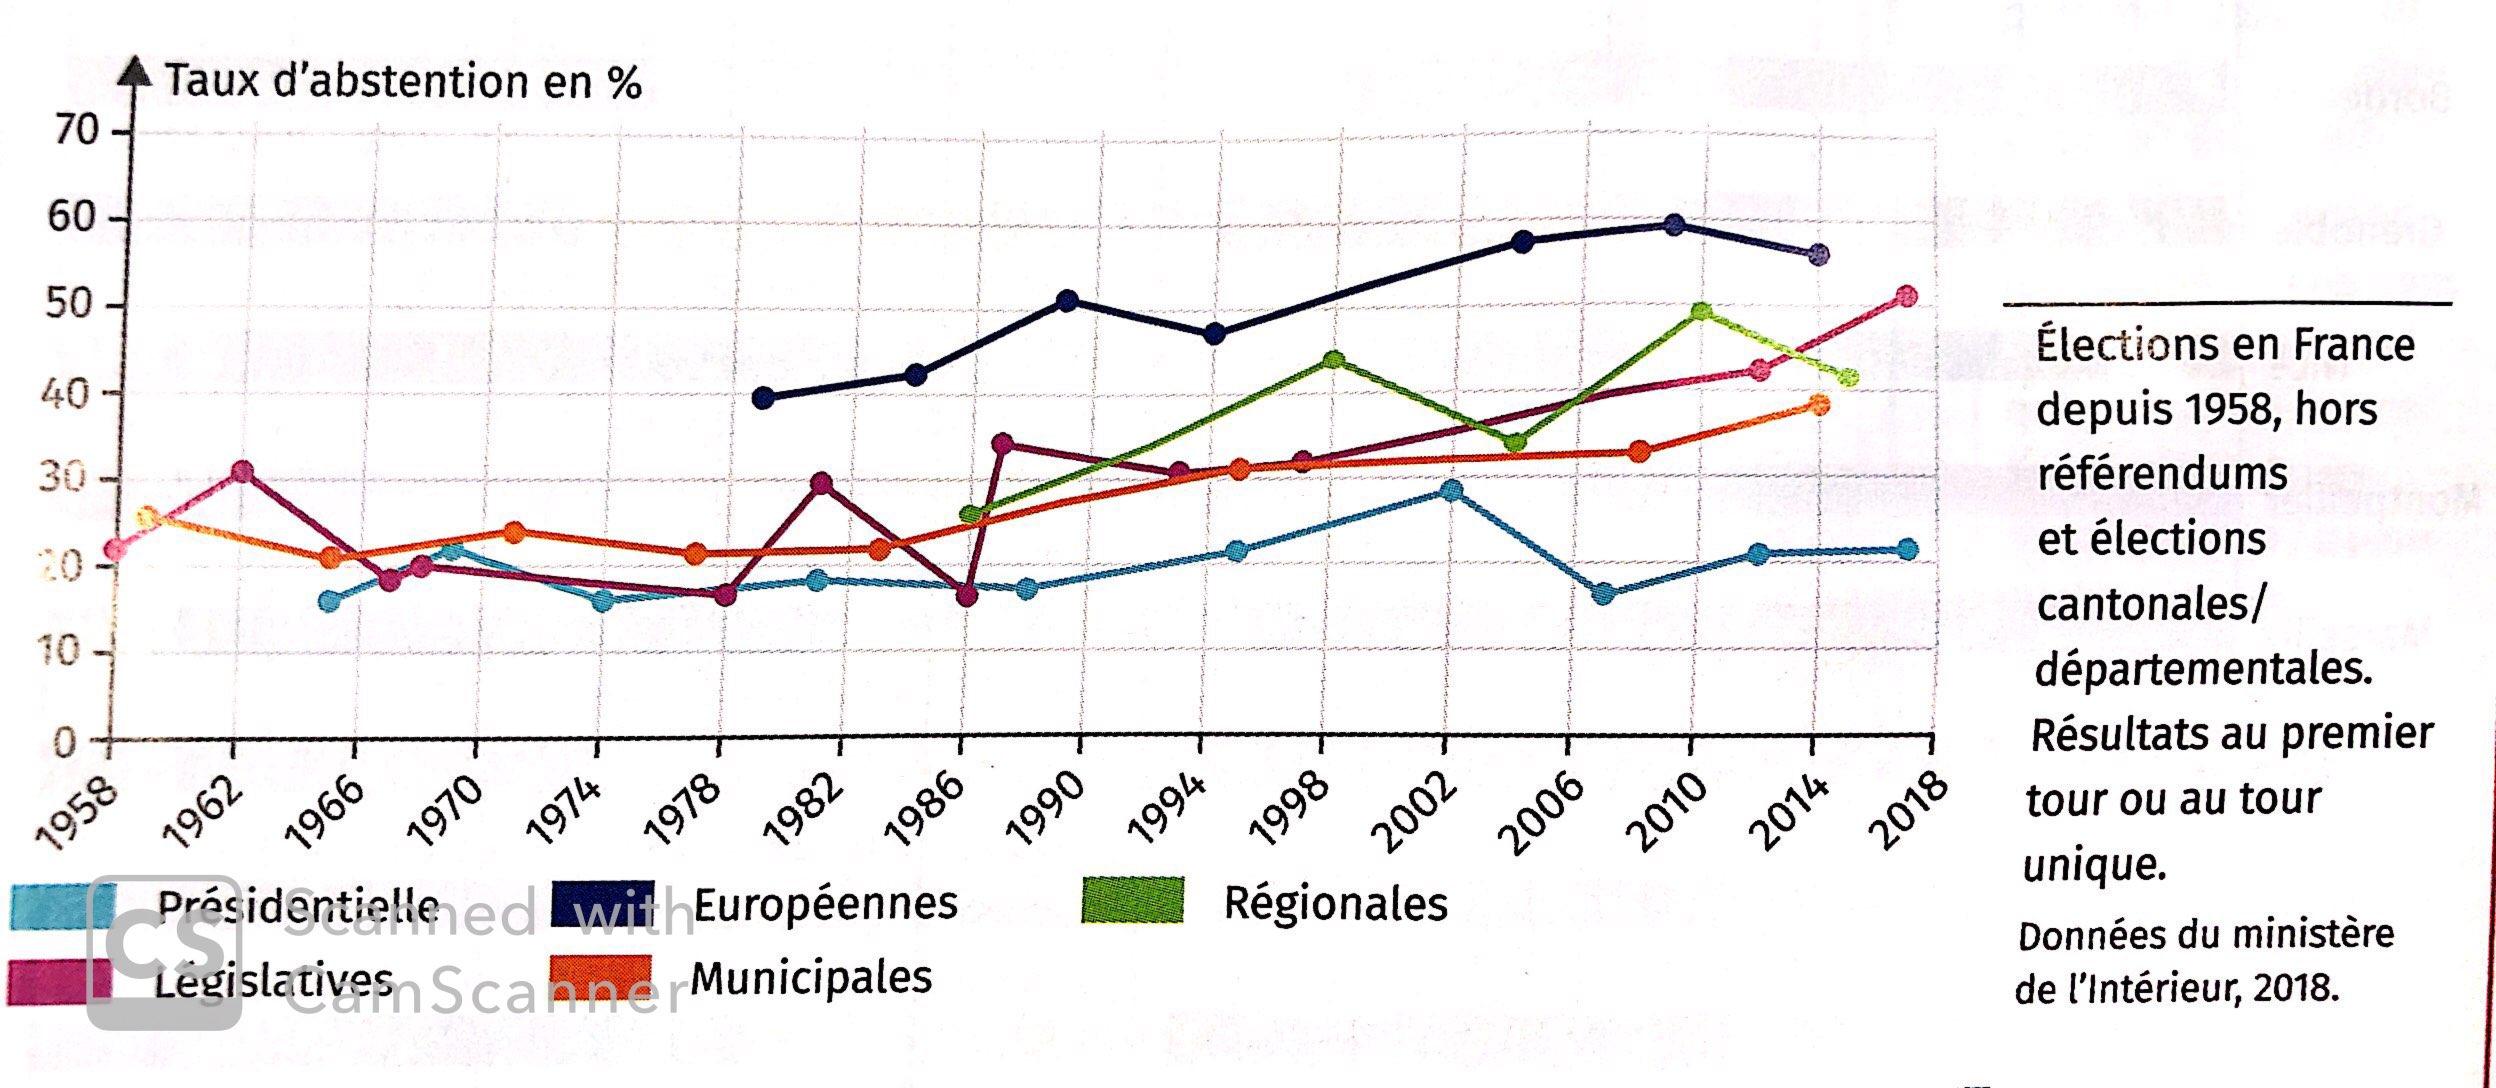 Taux d'abstention en %
70
60
50
40
30
20
10
0
1958
1962
1966
1970
1974
1978
1982
1986
1990
1994
1998
2002
2006
2010
2014
2018
Présidentielle
Européennes
Régionales
Législatives
Municipales
CS
Scanned with
CamScanner
Élections en France
depuis 1958, hors
référendums
et élections
cantonales/
départementales.
Résultats au premier
tour ou au tour
unique.
Données du ministère
de l'Intérieur, 2018.